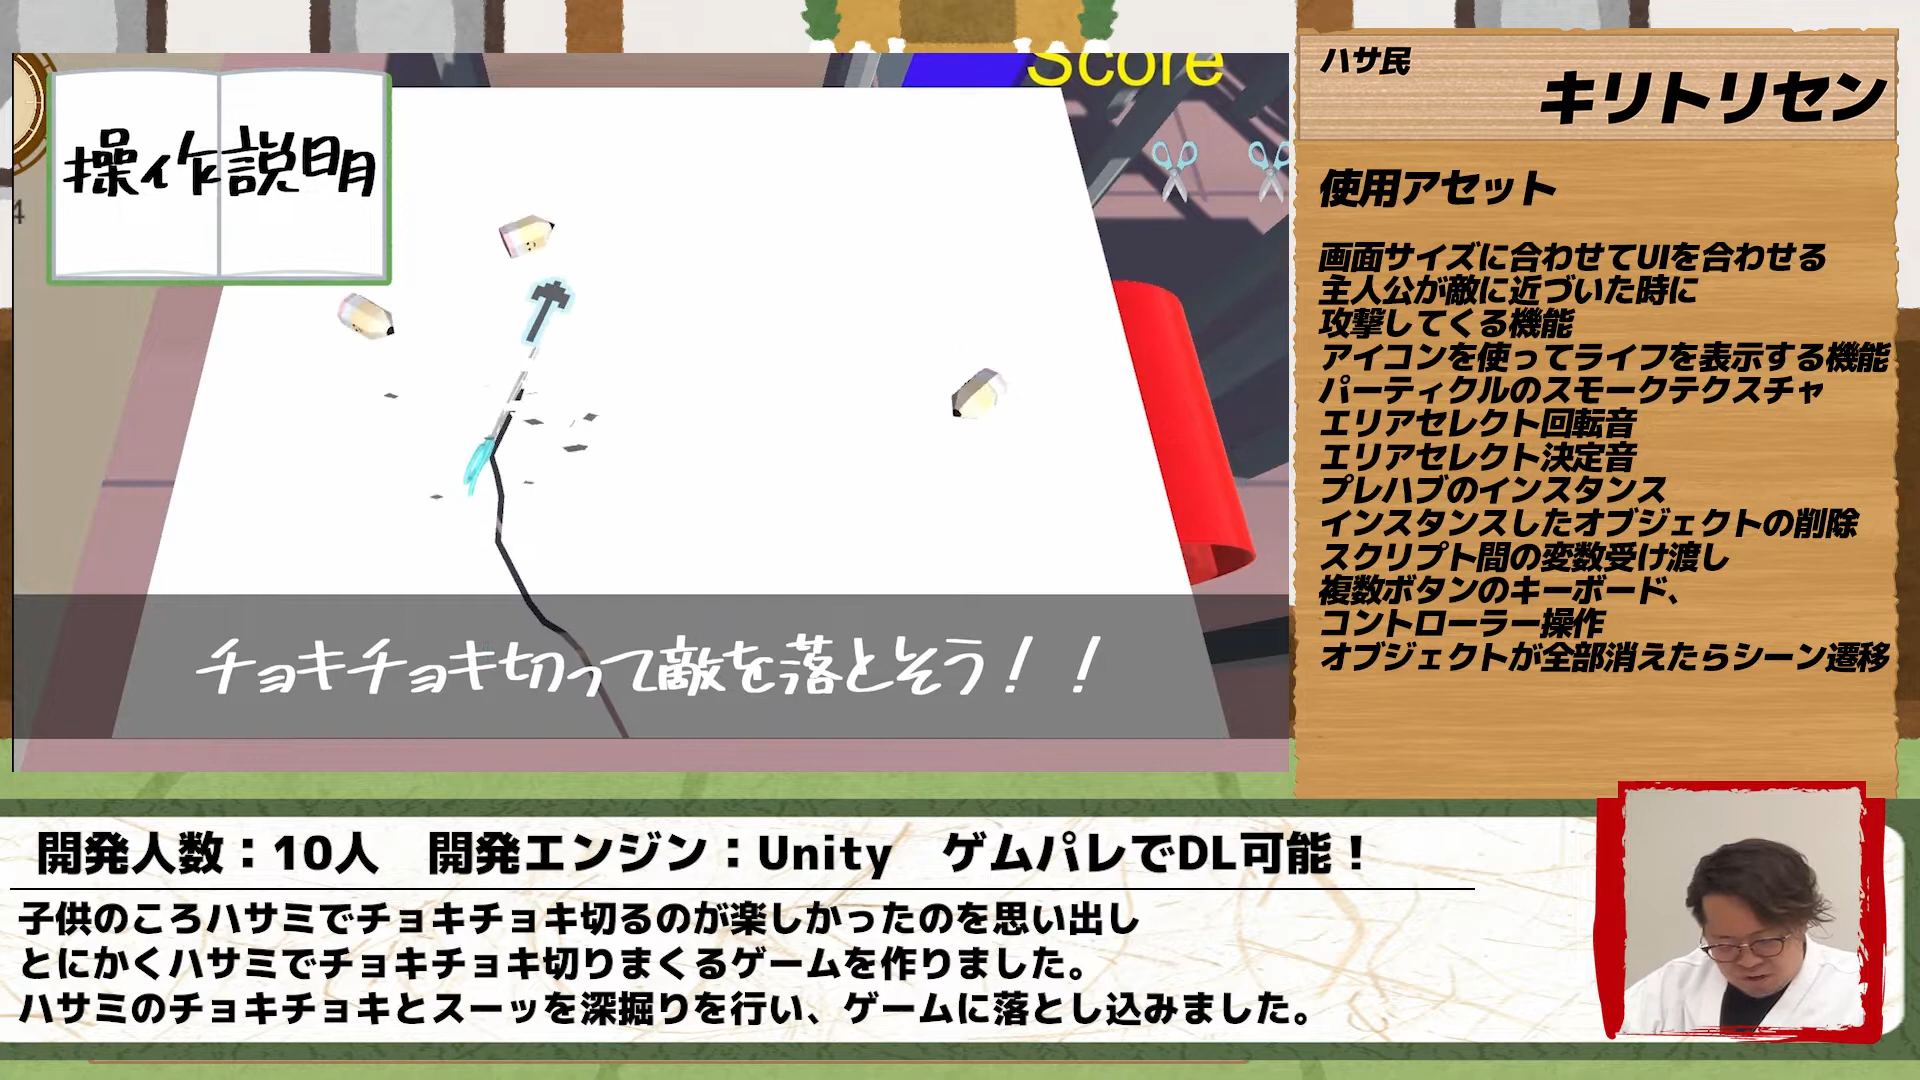 Score
操作説明
4
チョキチョキ切って敵を落とそう！！
ハサ民
キリトリセン
使用アセット
画面サイズに合わせてUIを合わせる
主人公が敵に近づいた時に
攻撃してくる機能
アイコンを使ってライフを表示する機能
パーティクルのスモークテクスチャ
エリアセレクト回転音
エリアセレクト決定音
プレハブのインスタンス
インスタンスしたオブジェクトの削除
スクリプト間の変数受け渡し
複数ボタンのキーボード、
コントローラー操作
オブジェクトが全部消えたらシーン遷移
開発人数：10人　開発エンジン：Unity　ゲムパレでDL可能！
子供のころハサミでチョキチョキ切るのが楽しかったのを思い出し
とにかくハサミでチョキチョキ切りまくるゲームを作りました。
ハサミのチョキチョキとスーッを深掘りを行い、ゲームに落とし込みました。